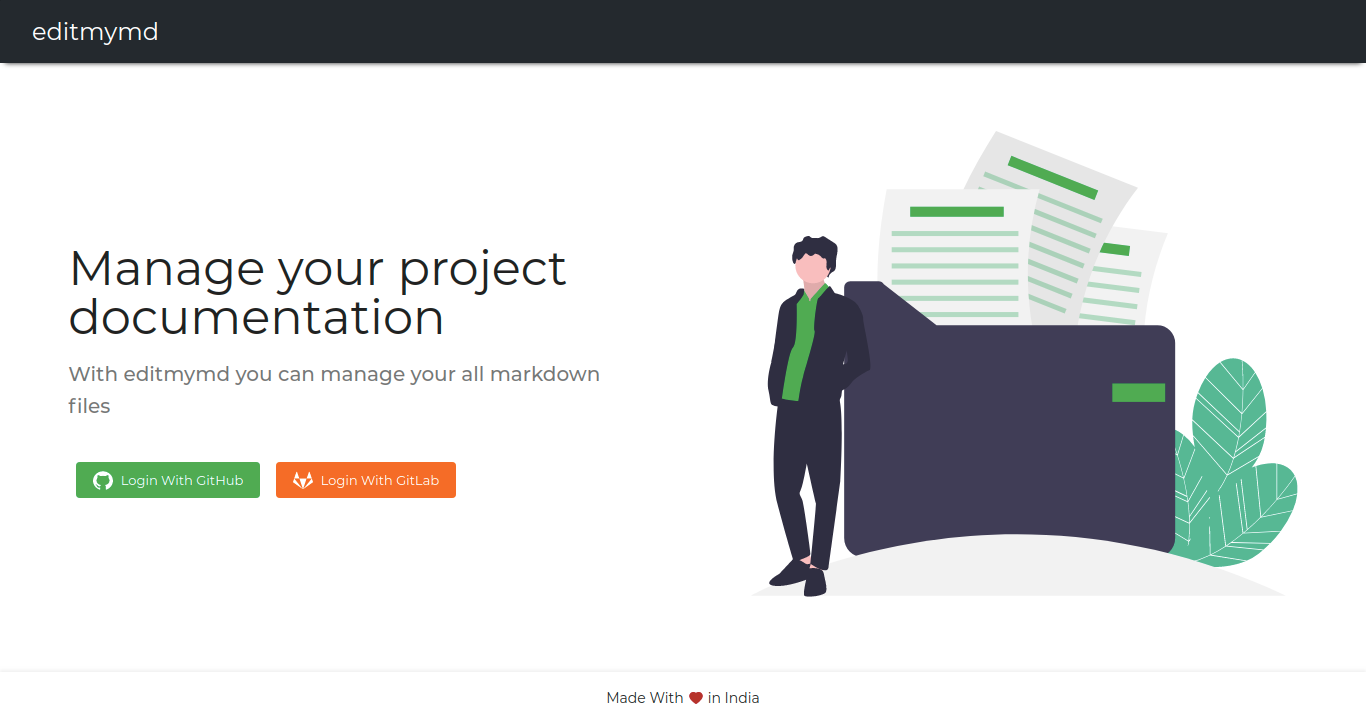 editmymd
Manage your project
documentation
With editmymd you can manage your all markdown
files
Login With GitHub
Login With GitLab
Made With ❤ in India